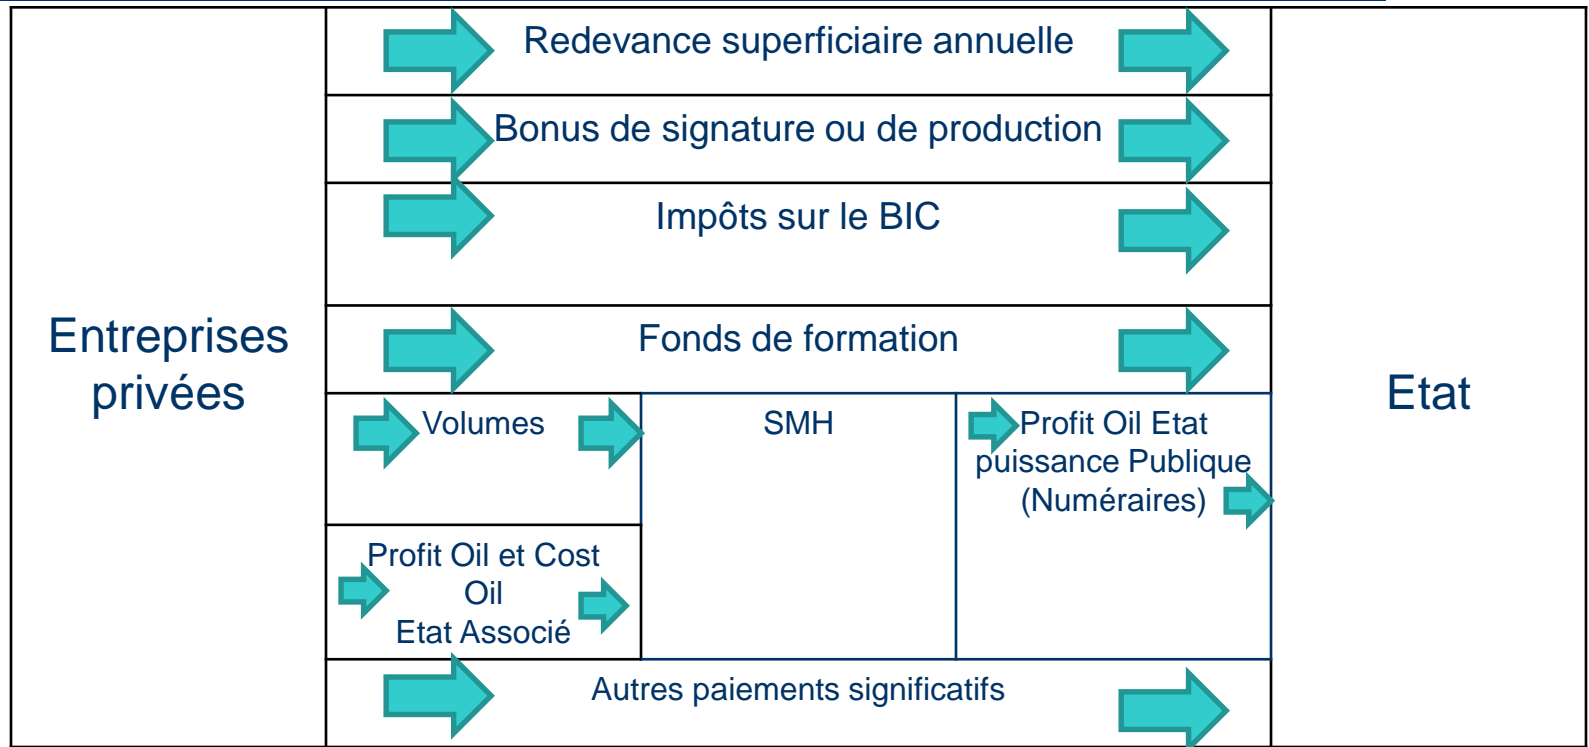 Entreprises
privées
Redevance superficiaire annuelle
Bonus de signature ou de production
Impôts sur le BIC
Fonds de formation
Volumes
Profit Oil et Cost
Oil
Etat Associé
SMH
Profit Oil Etat
puissance Publique
(Numéraires)
Autres paiements significatifs
Etat